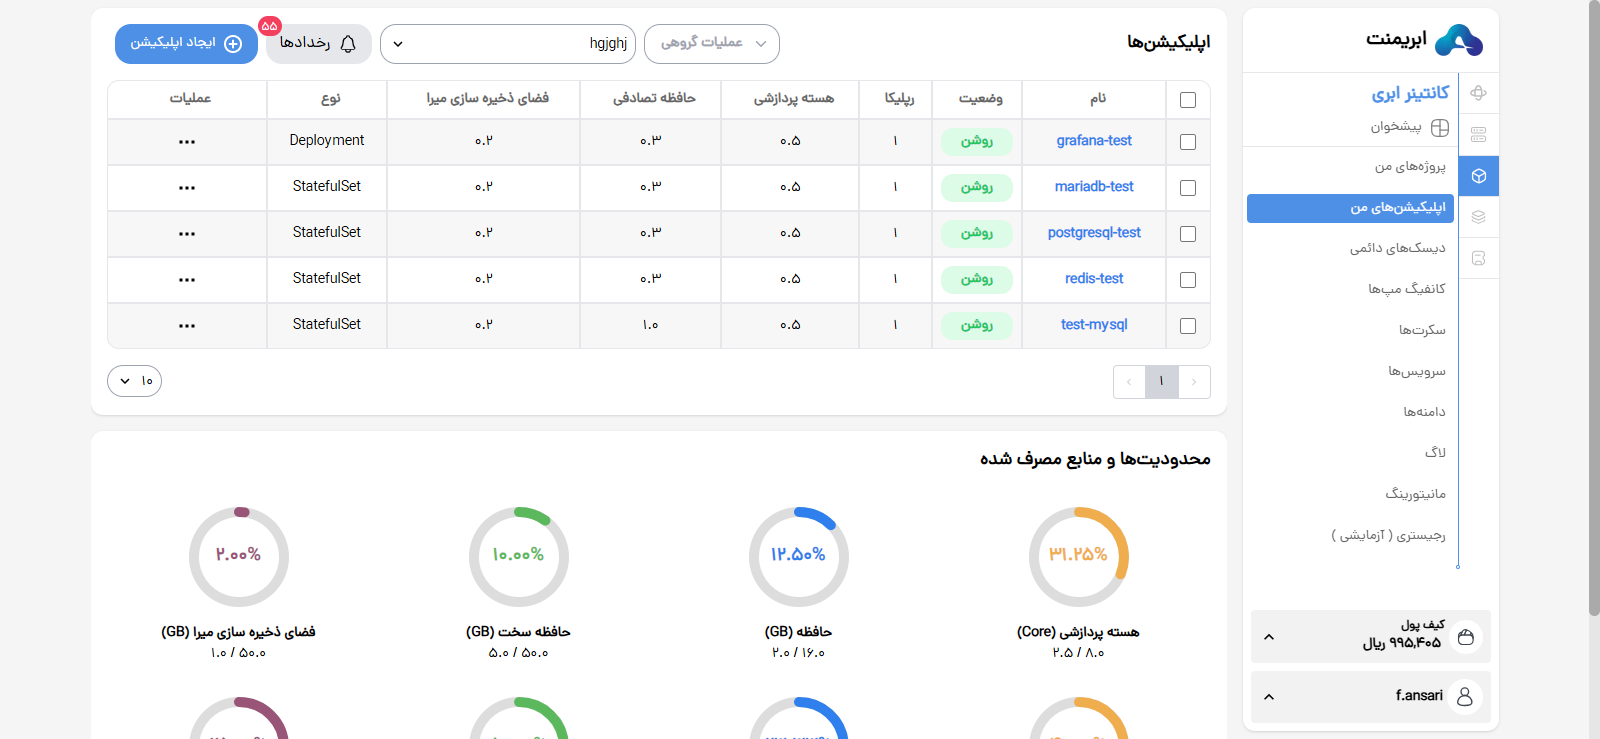 ابریمنت
کانتینر ابری
پیشخوان
پروژه‌های من
اپلیکیشن‌های من
دیسک‌های دائمی
کانفیگ مپ‌ها
سکرت‌ها
سرویس‌ها
دامنه‌ها
لاگ
مانیتورینگ
رجیستری ( آزمایشی )
کیف پول
۹۹۵,۴۰۵ ریال
f.ansari
اپلیکیشن‌ها
عملیات گروهی
hgjghj
رخدادها
۵۵
ایجاد اپلیکیشن
نام وضعیت رپلیکا هسته پردازشی حافظه تصادفی فضای ذخیره سازی میرا نوع عملیات
grafana-test روشن ۱ ۰.۵ ۰.۳ ۰.۲ Deployment
mariadb-test روشن ۱ ۰.۵ ۰.۳ ۰.۲ StatefulSet
postgresql-test روشن ۱ ۰.۵ ۰.۳ ۰.۲ StatefulSet
redis-test روشن ۱ ۰.۵ ۰.۳ ۰.۲ StatefulSet
test-mysql روشن ۱ ۰.۵ ۱.۰ ۰.۲ StatefulSet
۱
۱۰
محدودیت‌ها و منابع مصرف شده
۳۱.۲۵% ۱۲.۵۰% ۱۰.۰۰% ۲.۰۰%
هسته پردازشی (Core) حافظه (GB) حافظه سخت (GB) فضای ذخیره سازی میرا (GB)
۲.۵ / ۸.۰ ۲.۰ / ۱۶.۰ ۵.۰ / ۵۰.۰ ۱.۰ / ۵۰.۰